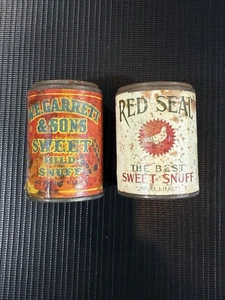 GARRETT
& SONS
SWEET
MILD
SNUFF
RED SEAL
THE BEST
SWEET SNUFF